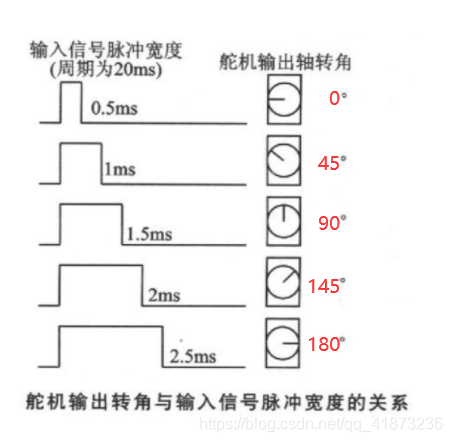 输入信号脉冲宽度
(周期为20ms)
舵机输出轴转角
0.5ms
0°
1ms
45°
1.5ms
90°
2ms
145°
2.5ms
180°
舵机输出转角与输入信号脉冲宽度的关系
https://blog.csdn.net/qq_41873236